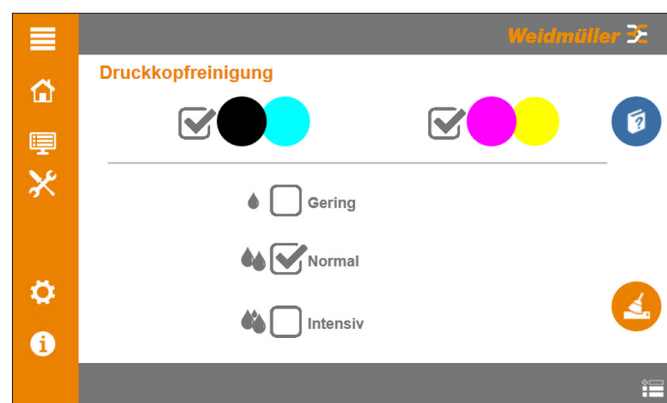 Weidmüller
Druckkopfreinigung
Gering
Normal
Intensiv